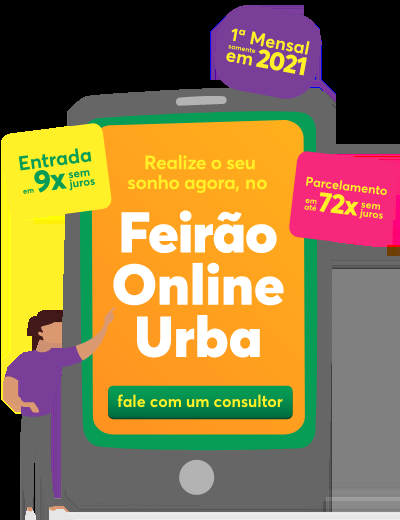 1ª Mensal
somente
em 2021
Entrada
em 9x sem
juros
Realize o seu
sonho agora, no
Parcelamento
em
até 72x sem
juros
Feirão
Online
Urba
fale com um consultor